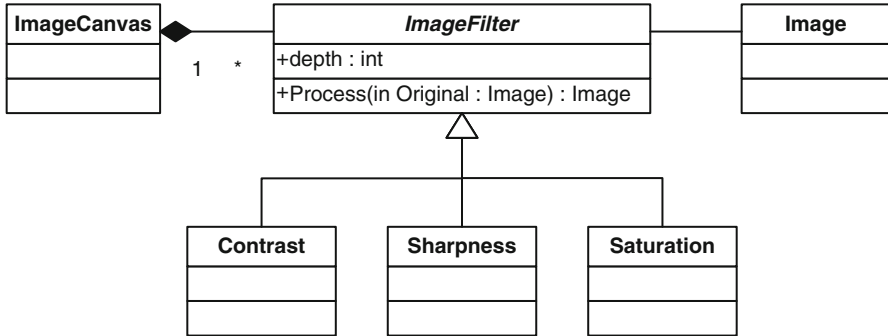 ImageCanvas
ImageFilter
Image
+depth : int
1 *
+Process(in Original : Image) : Image
Contrast
Sharpness
Saturation